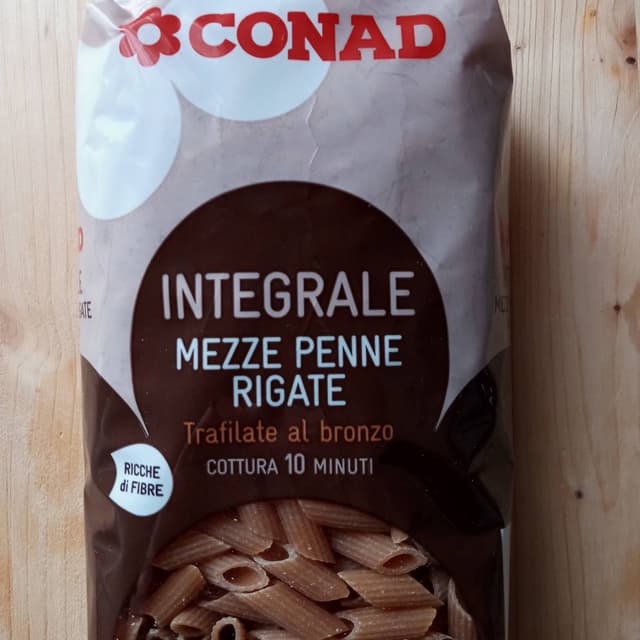 CONAD
INTEGRALE
MEZZE PENNE
RIGATE
Trafilate al bronzo
COTTURA 10 MINUTI
RICCHE
di FIBRE